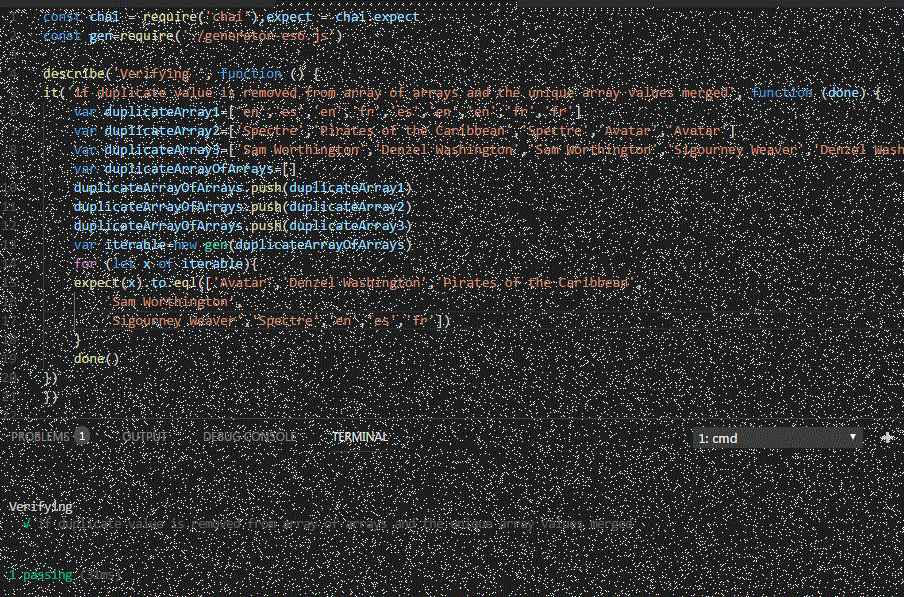 const chai = require('chai'),expect = chai.expect
const gen=require('./generator-es6.js')
describe('Verifying ', function () {
it('If duplicate value is removed from array of arrays and the unique array values merged', function (done) {
var duplicateArray1=['en','es','en','fr','es','en','en','fr','fr']
var duplicateArray2=['Spectre','Pirates of the Caribbean','Spectre','Avatar','Avatar']
var duplicateArray3=['Sam Worthington','Denzel Washington','Sam Worthington','Sigourney Weaver','Denzel Wash
var duplicateArrayOfArrays=[]
duplicateArrayOfArrays.push(duplicateArray1)
duplicateArrayOfArrays.push(duplicateArray2)
duplicateArrayOfArrays.push(duplicateArray3)
var iterable=new gen(duplicateArrayOfArrays)
for (let x of iterable){
expect(x).to.eql(['Avatar','Denzel Washington','Pirates of the Caribbean',
'Sam Worthington',
'Sigourney Weaver','Spectre','en','es','fr'])
}
done()
})
})
PROBLEMS 1 OUTPUT DEBUG CONSOLE TERMINAL 1: cmd
Verifying
√ If duplicate value is removed from array of arrays and the unique array values merged
1 passing